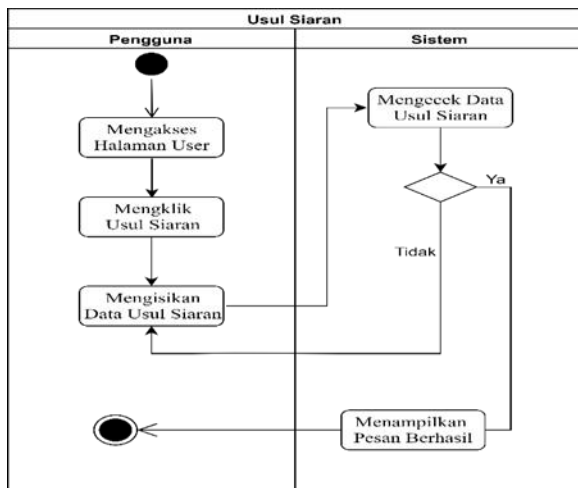 Usul Siaran
Pengguna
Sistem
Mengakses
Halaman User
Mengklik
Usul Siaran
Mengisikan
Data Usul Siaran
Mengecek Data
Usul Siaran
Ya
Tidak
Menampilkan
Pesan Berhasil